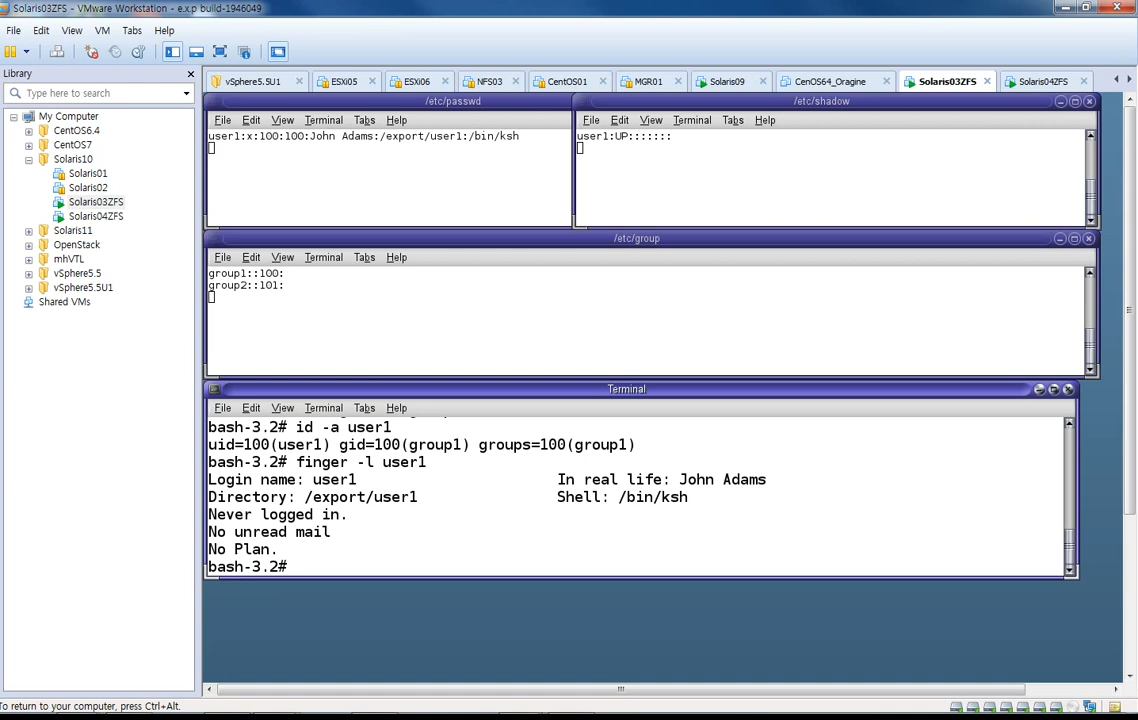 Solaris03ZFS - VMware Workstation - e.x.p build-1946049
File Edit View VM Tabs Help
Library
Type here to search
My Computer
CentOS6.4
CentOS7
Solaris10
Solaris01
Solaris02
Solaris03ZFS
Solaris04ZFS
Solaris11
OpenStack
mhVTL
vSphere5.5
vSphere5.5U1
Shared VMs
vSphere5.5U1 ESXi05 ESXi06 NFS03 CentOS01 MGR01 Solaris09 CentOS64_Oragine Solaris03ZFS Solaris04ZFS
/etc/passwd
File Edit View Terminal Tabs Help
user1:x:100:100:John Adams:/export/user1:/bin/ksh
/etc/shadow
File Edit View Terminal Tabs Help
user1:UP:::::::
/etc/group
File Edit View Terminal Tabs Help
group1::100:
group2::101:
Terminal
File Edit View Terminal Tabs Help
bash-3.2# id -a user1
uid=100(user1) gid=100(group1) groups=100(group1)
bash-3.2# finger -l user1
Login name: user1 In real life: John Adams
Directory: /export/user1 Shell: /bin/ksh
Never logged in.
No unread mail
No Plan.
bash-3.2#
To return to your computer, press Ctrl+Alt.